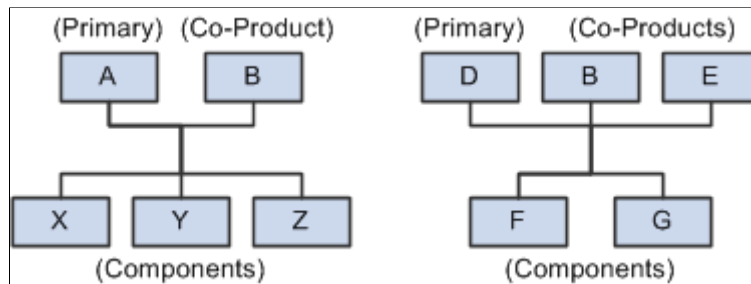 (Primary) (Co-Product)
A B
X Y Z
(Components)
(Primary) (Co-Products)
D B E
F G
(Components)